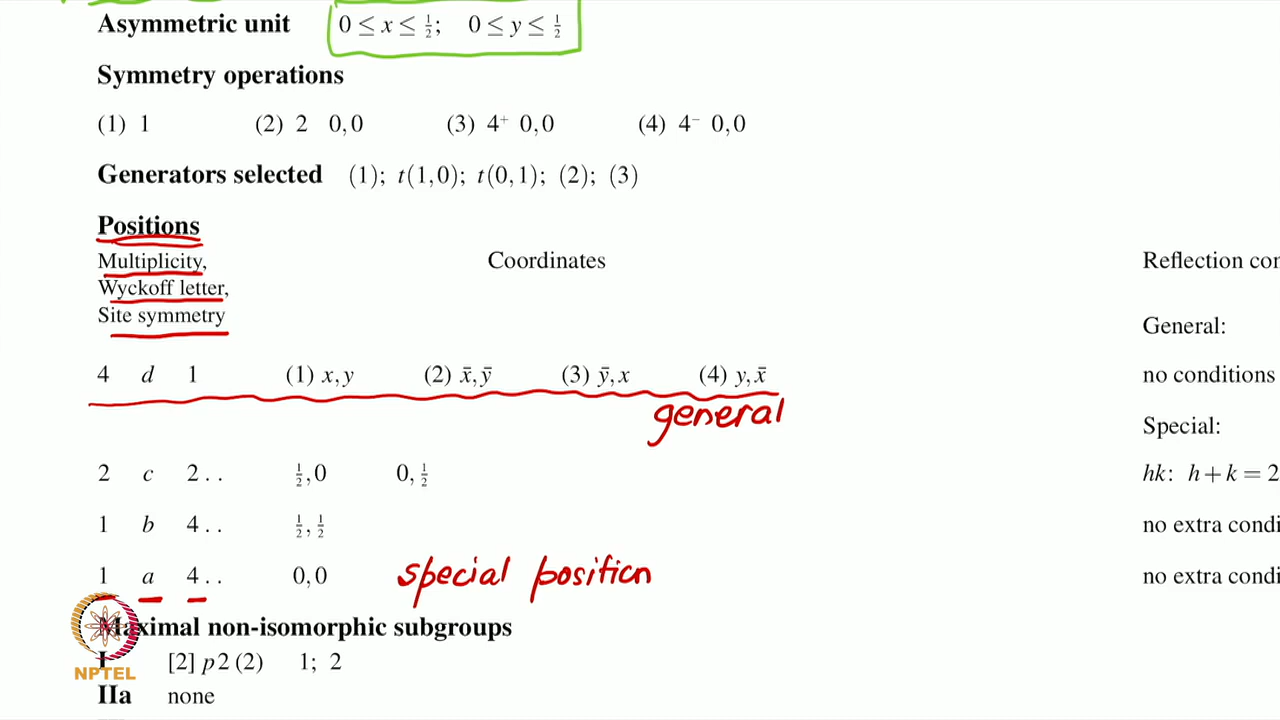 Asymmetric unit 0 ≤ x ≤ ½; 0 ≤ y ≤ ½
Symmetry operations
(1) 1 (2) 2 0,0 (3) 4⁺ 0,0 (4) 4⁻ 0,0
Generators selected (1); t(1,0); t(0,1); (2); (3)
Positions
Multiplicity, Coordinates Reflection con
Wyckoff letter,
Site symmetry
General:
4 d 1 (1) x,y (2) x̄,ȳ (3) ȳ,x (4) y,x̄ no conditions
general
Special:
2 c 2 . . ½,0 0,½ hk: h + k = 2
1 b 4 . . ½,½ no extra condi
1 a 4 . . 0,0 special position no extra condi
Maximal non-isomorphic subgroups
I [2] p2 (2) 1; 2
NPTEL
IIa none